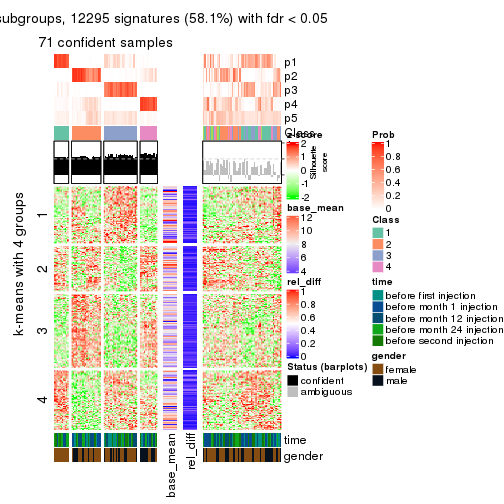 subgroups, 12295 signatures (58.1%) with fdr < 0.05
71 confident samples
p1
p2
p3
p4
p5
Class
Silhouette
score
k-means with 4 groups
1
2
3
4
base_mean
rel_diff
time
gender
z-score
2
1
0
-1
-2
base_mean
12
10
8
6
4
rel_diff
1
0.8
0.6
0.4
0.2
0
Status (barplots)
confident
ambiguous
Prob
1
0.8
0.6
0.4
0.2
0
Class
1
2
3
4
time
before first injection
before month 1 injection
before month 12 injection
before month 24 injection
before second injection
gender
female
male